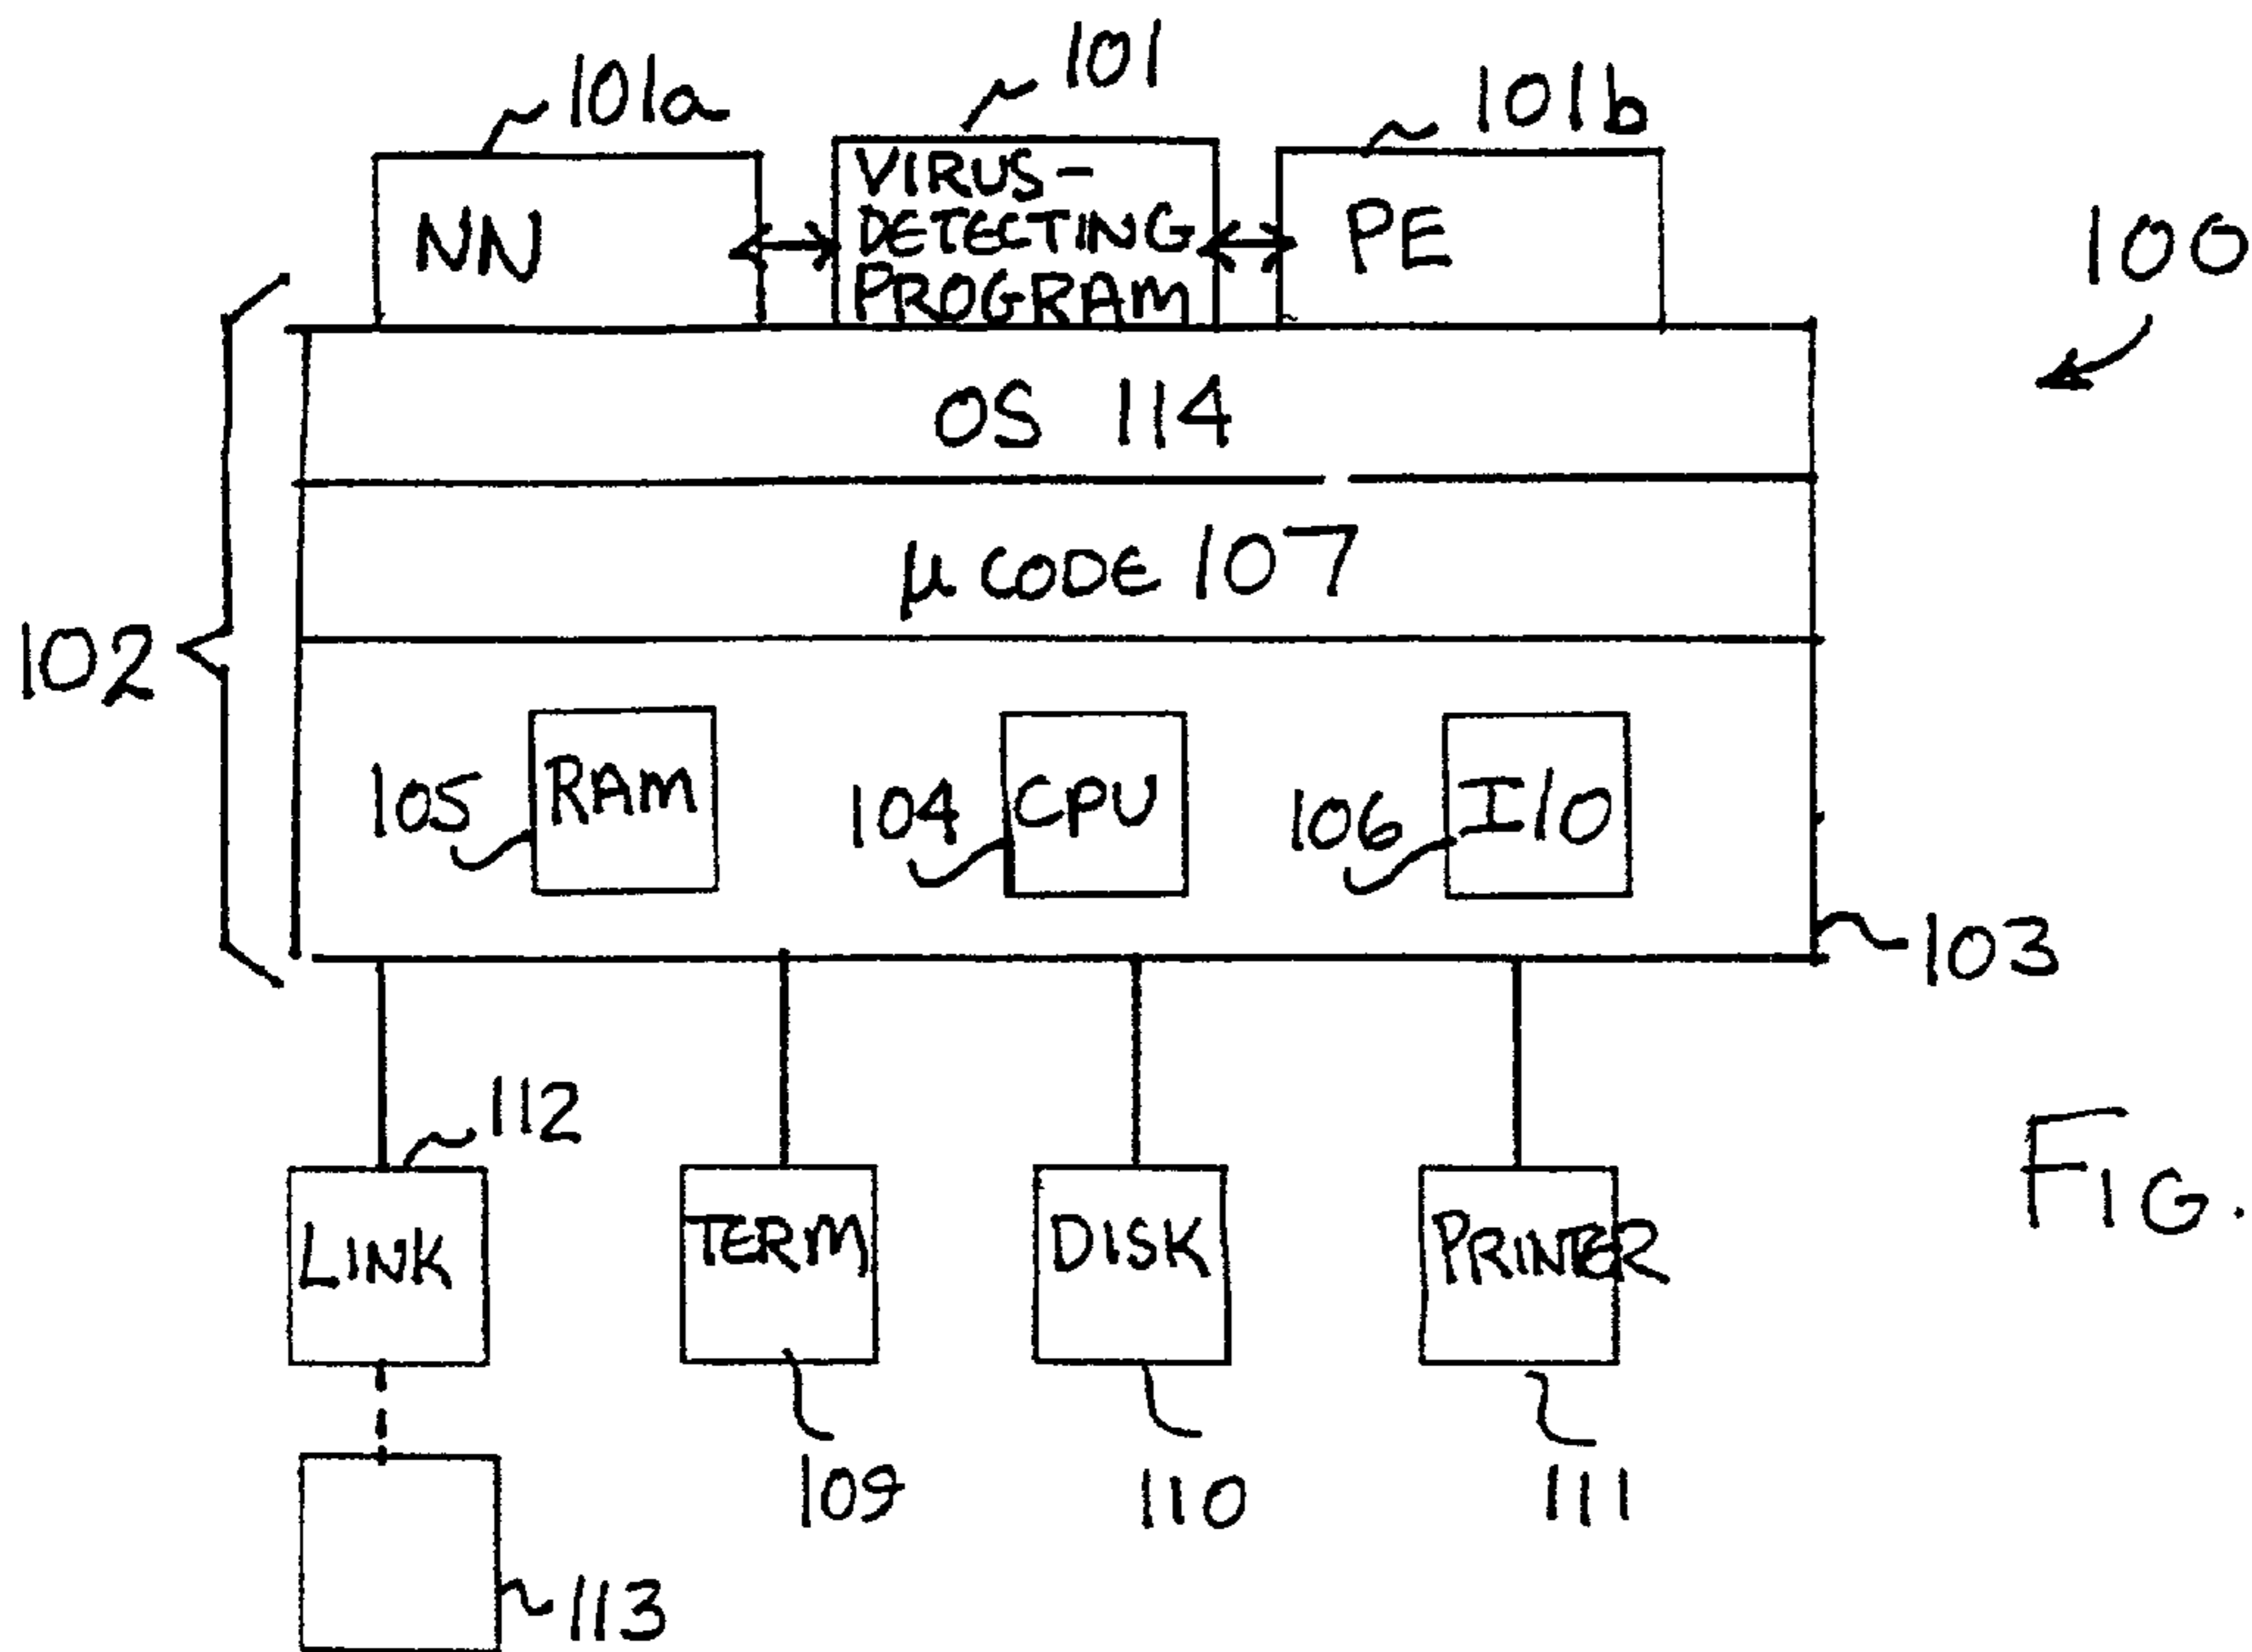 101a 101 101b
NN
VIRUS-
DETECTING
PROGRAM
PE
100
OS 114
μ CODE 107
102
105 RAM 104 CPU 106 I/O
103
112
LINK TERM DISK PRINTER
FIG.
109 110 111
113